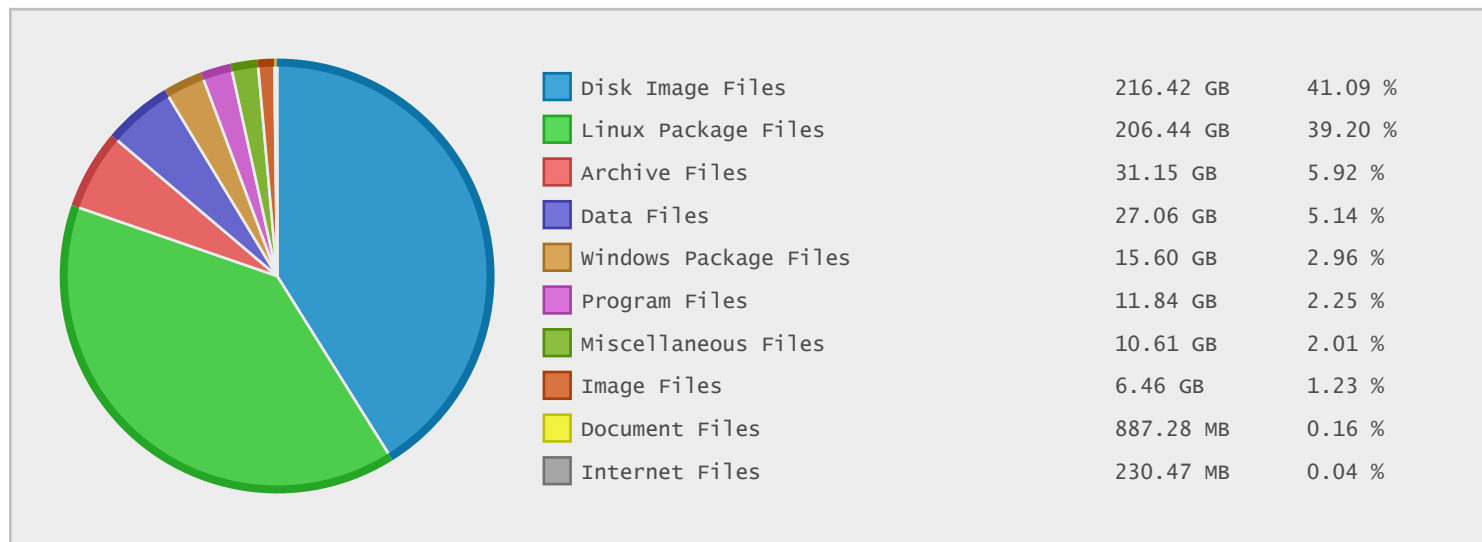 Disk Image Files 216.42 GB 41.09 %
Linux Package Files 206.44 GB 39.20 %
Archive Files 31.15 GB 5.92 %
Data Files 27.06 GB 5.14 %
Windows Package Files 15.60 GB 2.96 %
Program Files 11.84 GB 2.25 %
Miscellaneous Files 10.61 GB 2.01 %
Image Files 6.46 GB 1.23 %
Document Files 887.28 MB 0.16 %
Internet Files 230.47 MB 0.04 %